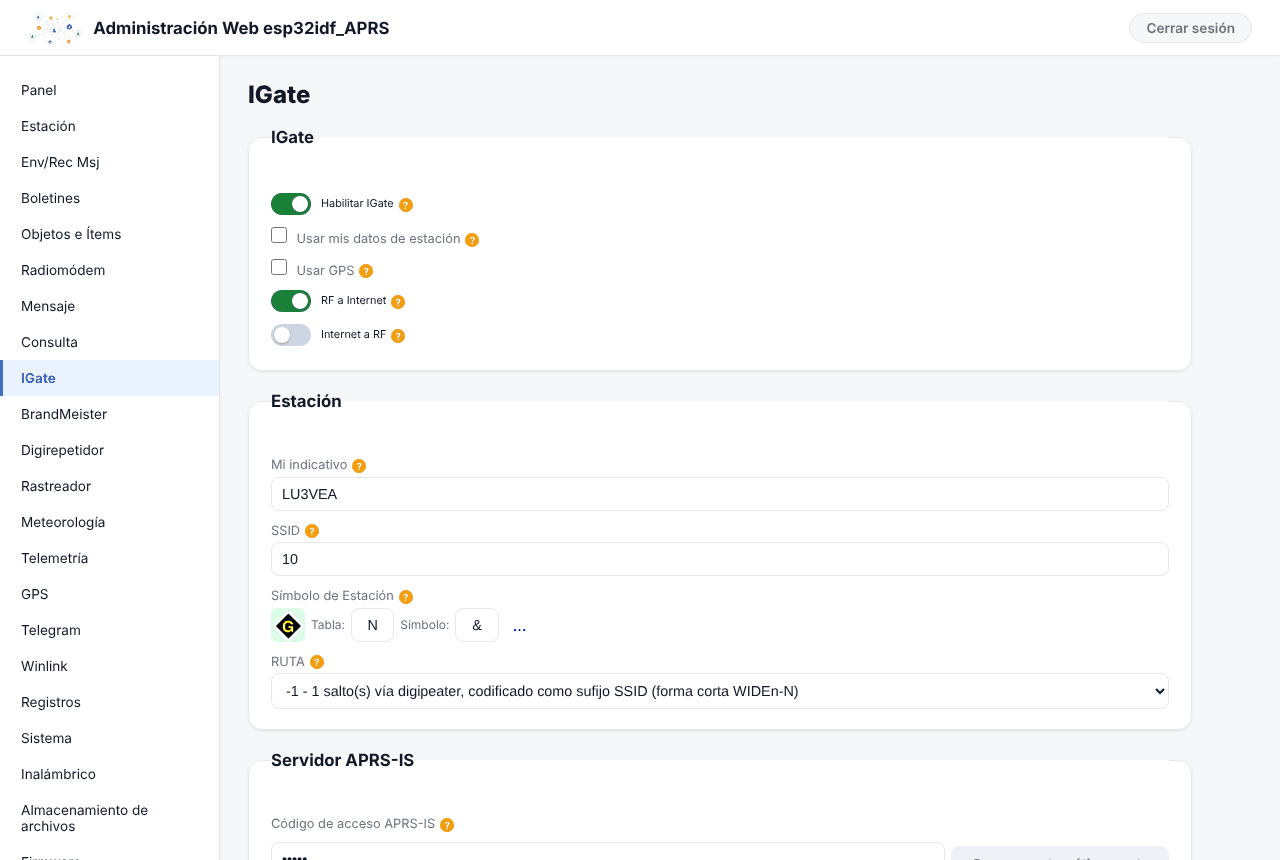 Administración Web esp32idf_APRS
Cerrar sesión
Panel
Estación
Env/Rec Msj
Boletines
Objetos e Ítems
Radiomódem
Mensaje
Consulta
IGate
BrandMeister
Digirepetidor
Rastreador
Meteorología
Telemetría
GPS
Telegram
Winlink
Registros
Sistema
Inalámbrico
Almacenamiento de
archivos
IGate
IGate
Habilitar IGate ?
Usar mis datos de estación ?
Usar GPS ?
RF a Internet ?
Internet a RF ?
Estación
Mi indicativo ?
LU3VEA
SSID ?
10
Símbolo de Estación ?
G Tabla: N Símbolo: & ...
RUTA ?
-1 - 1 salto(s) vía digipeater, codificado como sufijo SSID (forma corta WIDEn-N)
Servidor APRS-IS
Código de acceso APRS-IS ?